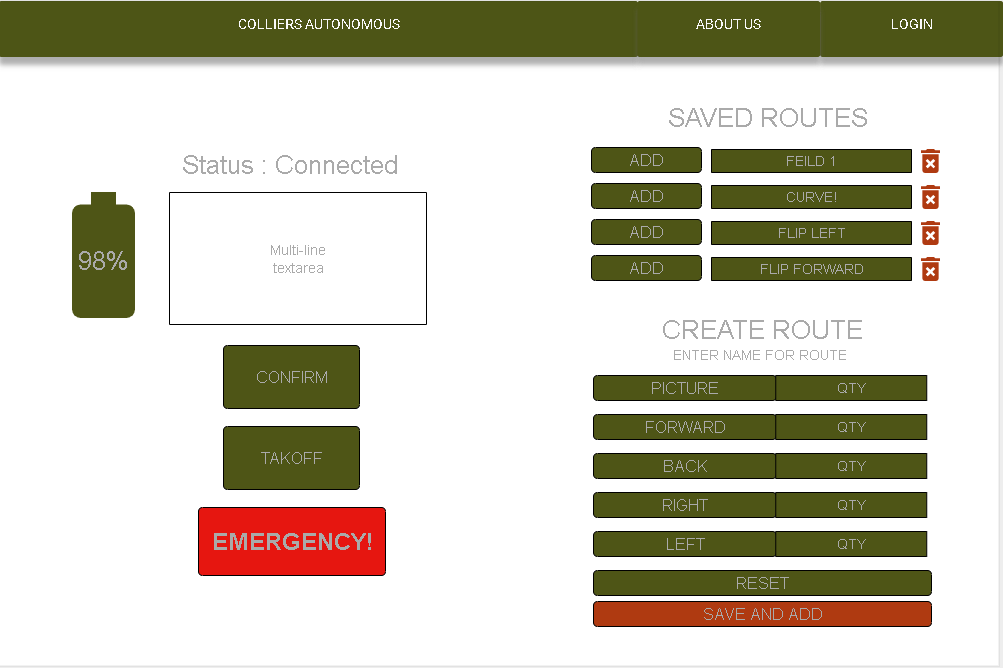 COLLIERS AUTONOMOUS
ABOUT US
LOGIN
Status : Connected
98%
Multi-line
textarea
CONFIRM
TAKOFF
EMERGENCY!
SAVED ROUTES
ADD
FEILD 1
ADD
CURVE!
ADD
FLIP LEFT
ADD
FLIP FORWARD
CREATE ROUTE
ENTER NAME FOR ROUTE
PICTURE
QTY
FORWARD
QTY
BACK
QTY
RIGHT
QTY
LEFT
QTY
RESET
SAVE AND ADD